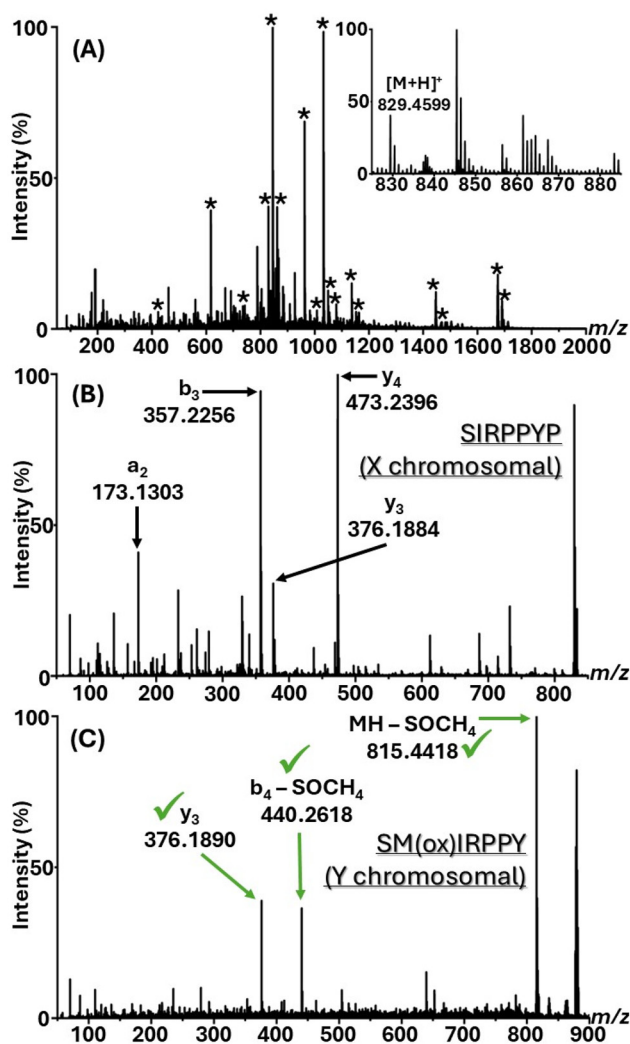 (A)
Intensity (%)
100
50
0
200 400 600 800 1000 1200 1400 1600 1800 2000
m/z
* * * * * * * * * * * * * * * *
100
50
0
[M+H]+
829.4599
830 840 850 860 870 880
(B)
Intensity (%)
100
50
0
a2
173.1303
b3
357.2256
y4
473.2396
y3
376.1884
SIRPPYP
(X chromosomal)
100 200 300 400 500 600 700 800
m/z
(C)
Intensity (%)
100
50
0
MH – SOCH4
815.4418
b4 – SOCH4
440.2618
y3
376.1890
SM(ox)IRPPY
(Y chromosomal)
100 200 300 400 500 600 700 800 900
m/z